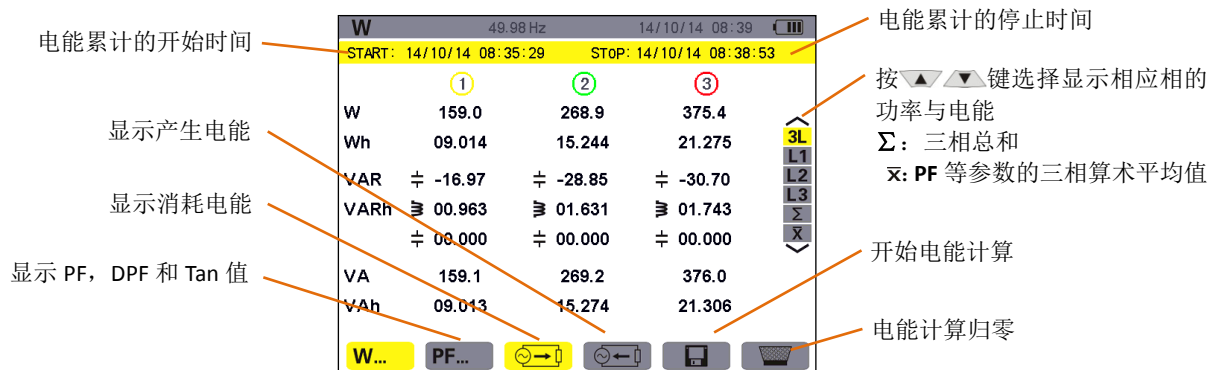 电能累计的开始时间
显示产生电能
显示消耗电能
显示 PF，DPF 和 Tan 值
W 49.98 Hz 14/10/14 08:39
START: 14/10/14 08:35:29 STOP: 14/10/14 08:38:53
1 2 3
W 159.0 268.9 375.4
Wh 09.014 15.244 21.275
VAR -16.97 -28.85 -30.70
VARh 00.963 01.631 01.743
00.000 00.000 00.000
VA 159.1 269.2 376.0
VAh 09.013 15.274 21.306
3L
L1
L2
L3
Σ
x̅
W... PF...
电能累计的停止时间
按▲▼键选择显示相应相的
功率与电能
Σ：三相总和
x̅: PF 等参数的三相算术平均值
开始电能计算
电能计算归零